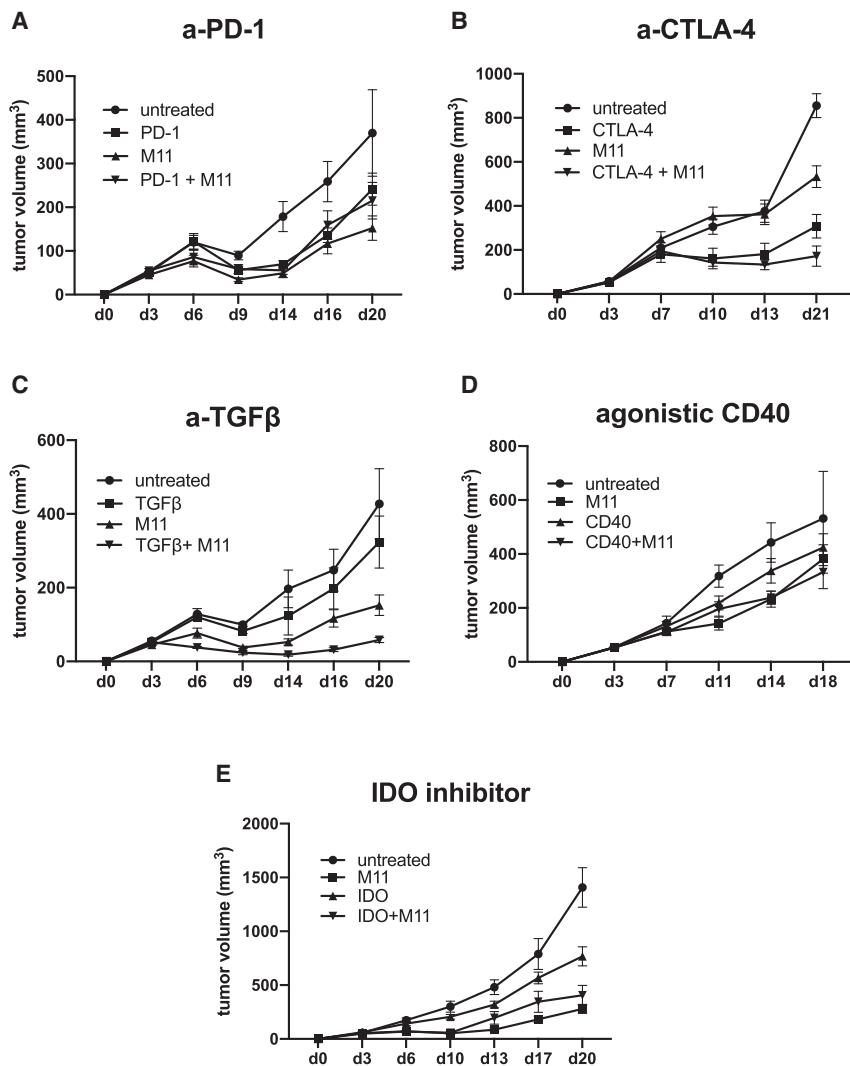 A
a-PD-1
tumor volume (mm³)
500
400
300
200
100
0
untreated
PD-1
M11
PD-1 + M11
d0 d3 d6 d9 d14 d16 d20
B
a-CTLA-4
tumor volume (mm³)
1000
800
600
400
200
0
untreated
CTLA-4
M11
CTLA-4 + M11
d0 d3 d7 d10 d13 d21
C
a-TGFβ
tumor volume (mm³)
600
400
200
0
untreated
TGFβ
M11
TGFβ+ M11
d0 d3 d6 d9 d14 d16 d20
D
agonistic CD40
tumor volume (mm³)
800
600
400
200
0
untreated
M11
CD40
CD40+M11
d0 d3 d7 d11 d14 d18
E
IDO inhibitor
tumor volume (mm³)
2000
1500
1000
500
0
untreated
M11
IDO
IDO+M11
d0 d3 d6 d10 d13 d17 d20